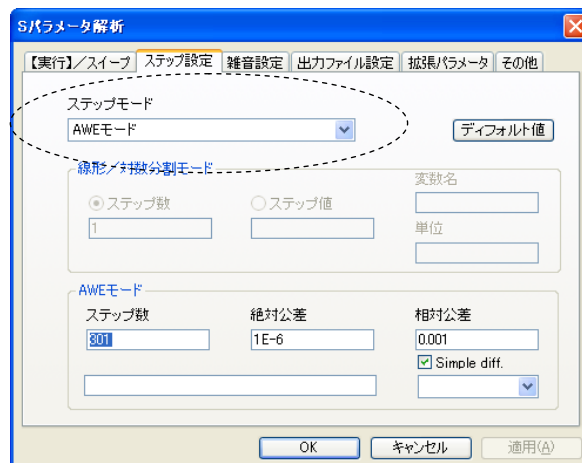 Sパラメータ解析
【実行】／スイープ ステップ設定 雑音設定 出力ファイル設定 拡張パラメータ その他
ステップモード
AWEモード
ディフォルト値
線形／対数分割モード
変数名
ステップ数 ステップ値
1
単位
AWEモード
ステップ数 絶対公差 相対公差
301 1E-6 0.001
Simple diff.
OK キャンセル 適用(A)